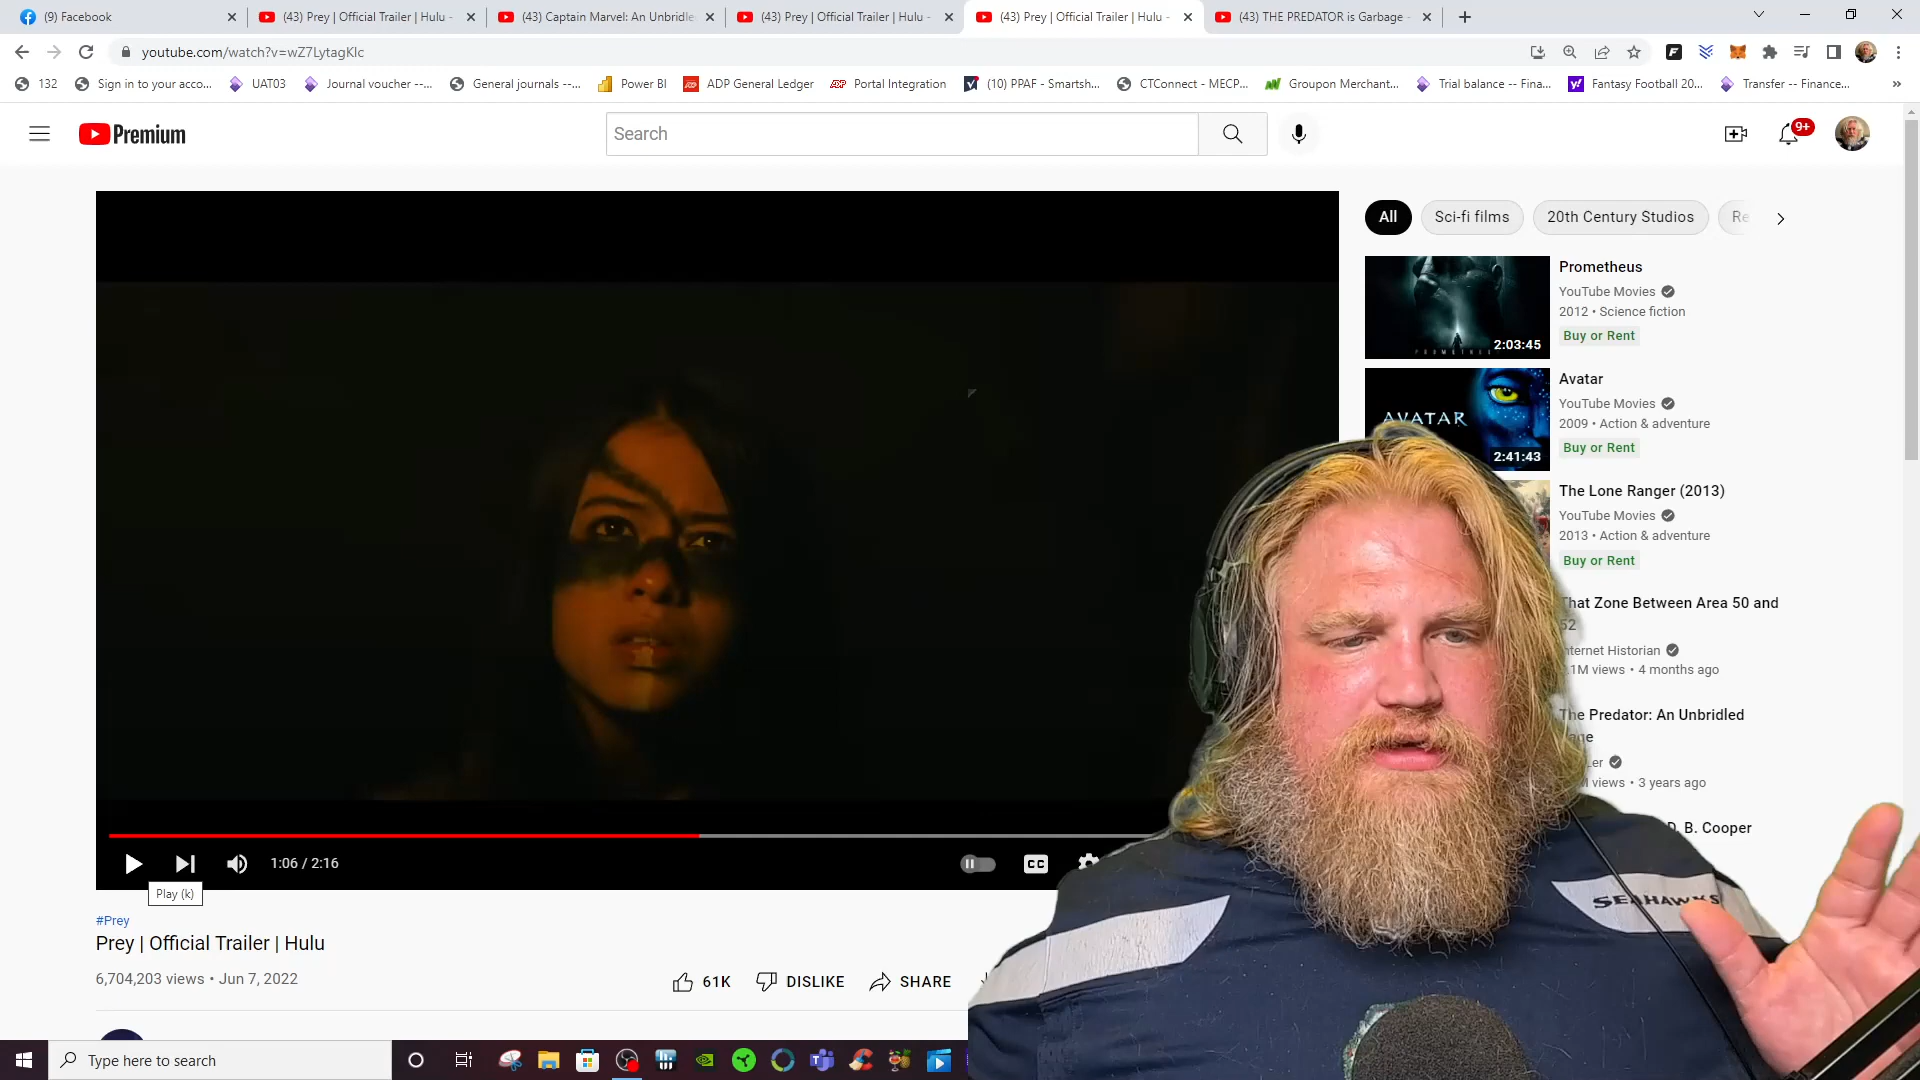 (9) Facebook
(43) Prey | Official Trailer | Hulu -
(43) Captain Marvel: An Unbridle
(43) Prey | Official Trailer | Hulu -
(43) Prey | Official Trailer | Hulu -
(43) THE PREDATOR is Garbage -
youtube.com/watch?v=wZ7LytagKlc
132
Sign in to your acco...
UAT03
Journal voucher --...
General journals --...
Power BI
ADP General Ledger
Portal Integration
(10) PPAF - Smartsh...
CTConnect - MECP...
Groupon Merchant...
Trial balance -- Fina...
Fantasy Football 20...
Transfer -- Finance...
Premium
Search
9+
All
Sci-fi films
20th Century Studios
Re
Prometheus
YouTube Movies
2012 • Science fiction
Buy or Rent
PROMETHEU
2:03:45
Avatar
YouTube Movies
2009 • Action & adventure
Buy or Rent
AVATAR
2:41:43
The Lone Ranger (2013)
YouTube Movies
2013 • Action & adventure
Buy or Rent
That Zone Between Area 50 and
52
nternet Historian
.1M views • 4 months ago
The Predator: An Unbridled
views • 3 years ago
D. B. Cooper
1:06 / 2:16
CC
Play (k)
#Prey
Prey | Official Trailer | Hulu
6,704,203 views • Jun 7, 2022
61K
DISLIKE
SHARE
SEAHAWKS
Type here to search